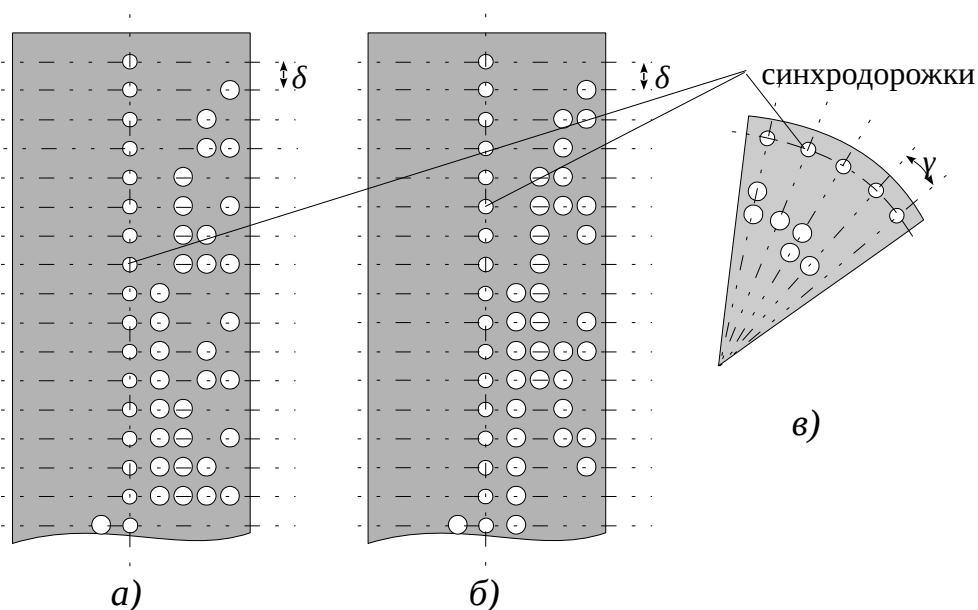 δ
δ
синхродорожки
γ
а)
б)
в)